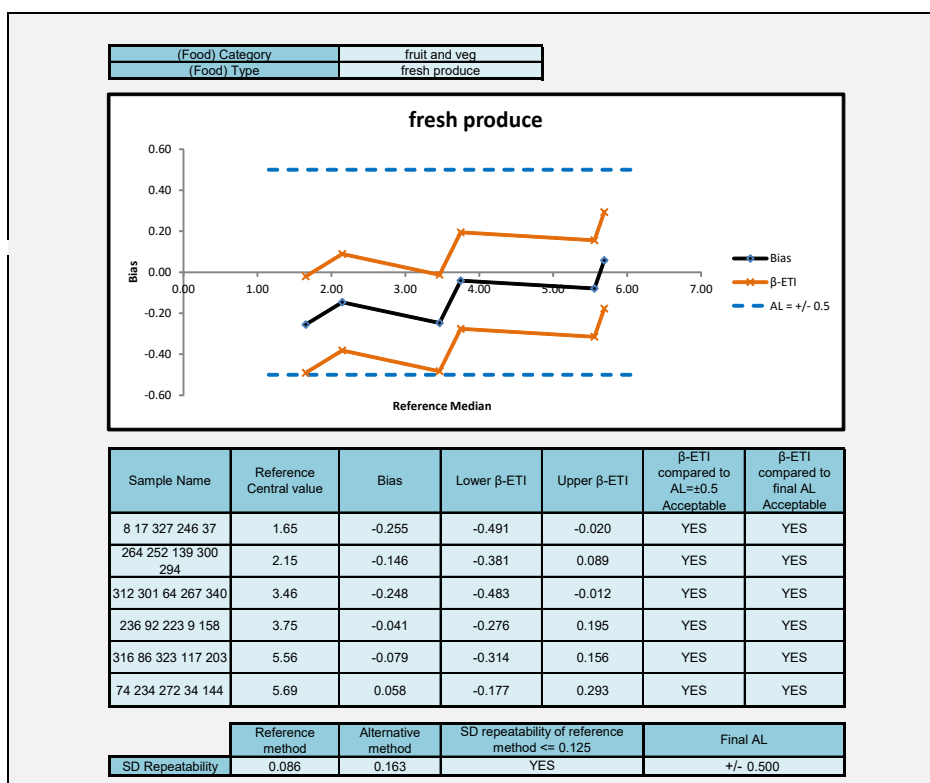 (Food) Category fruit and veg
(Food) Type fresh produce
fresh produce
0.60
0.40
0.20
0.00
-0.20
-0.40
-0.60
Bias
0.00 1.00 2.00 3.00 4.00 5.00 6.00 7.00
Reference Median
Bias
β-ETI
AL = +/- 0.5
Sample Name Reference Central value Bias Lower β-ETI Upper β-ETI β-ETI compared to AL=±0.5 Acceptable β-ETI compared to final AL Acceptable
8 17 327 246 37 1.65 -0.255 -0.491 -0.020 YES YES
264 252 139 300 294 2.15 -0.146 -0.381 0.089 YES YES
312 301 64 267 340 3.46 -0.248 -0.483 -0.012 YES YES
236 92 223 9 158 3.75 -0.041 -0.276 0.195 YES YES
316 86 323 117 203 5.56 -0.079 -0.314 0.156 YES YES
74 234 272 34 144 5.69 0.058 -0.177 0.293 YES YES
Reference method Alternative method SD repeatability of reference method <= 0.125 Final AL
SD Repeatability 0.086 0.163 YES +/- 0.500